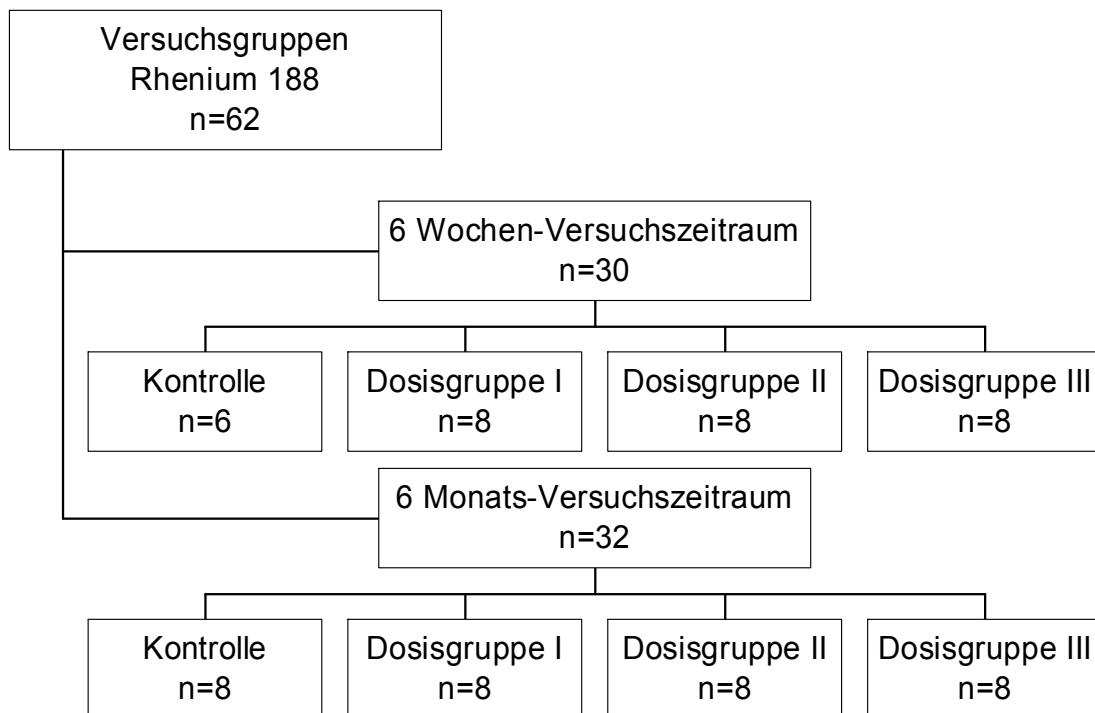 Versuchsgruppen
Rhenium 188
n=62
6 Wochen-Versuchszeitraum
n=30
Kontrolle
n=6
Dosisgruppe I
n=8
Dosisgruppe II
n=8
Dosisgruppe III
n=8
6 Monats-Versuchszeitraum
n=32
Kontrolle
n=8
Dosisgruppe I
n=8
Dosisgruppe II
n=8
Dosisgruppe III
n=8